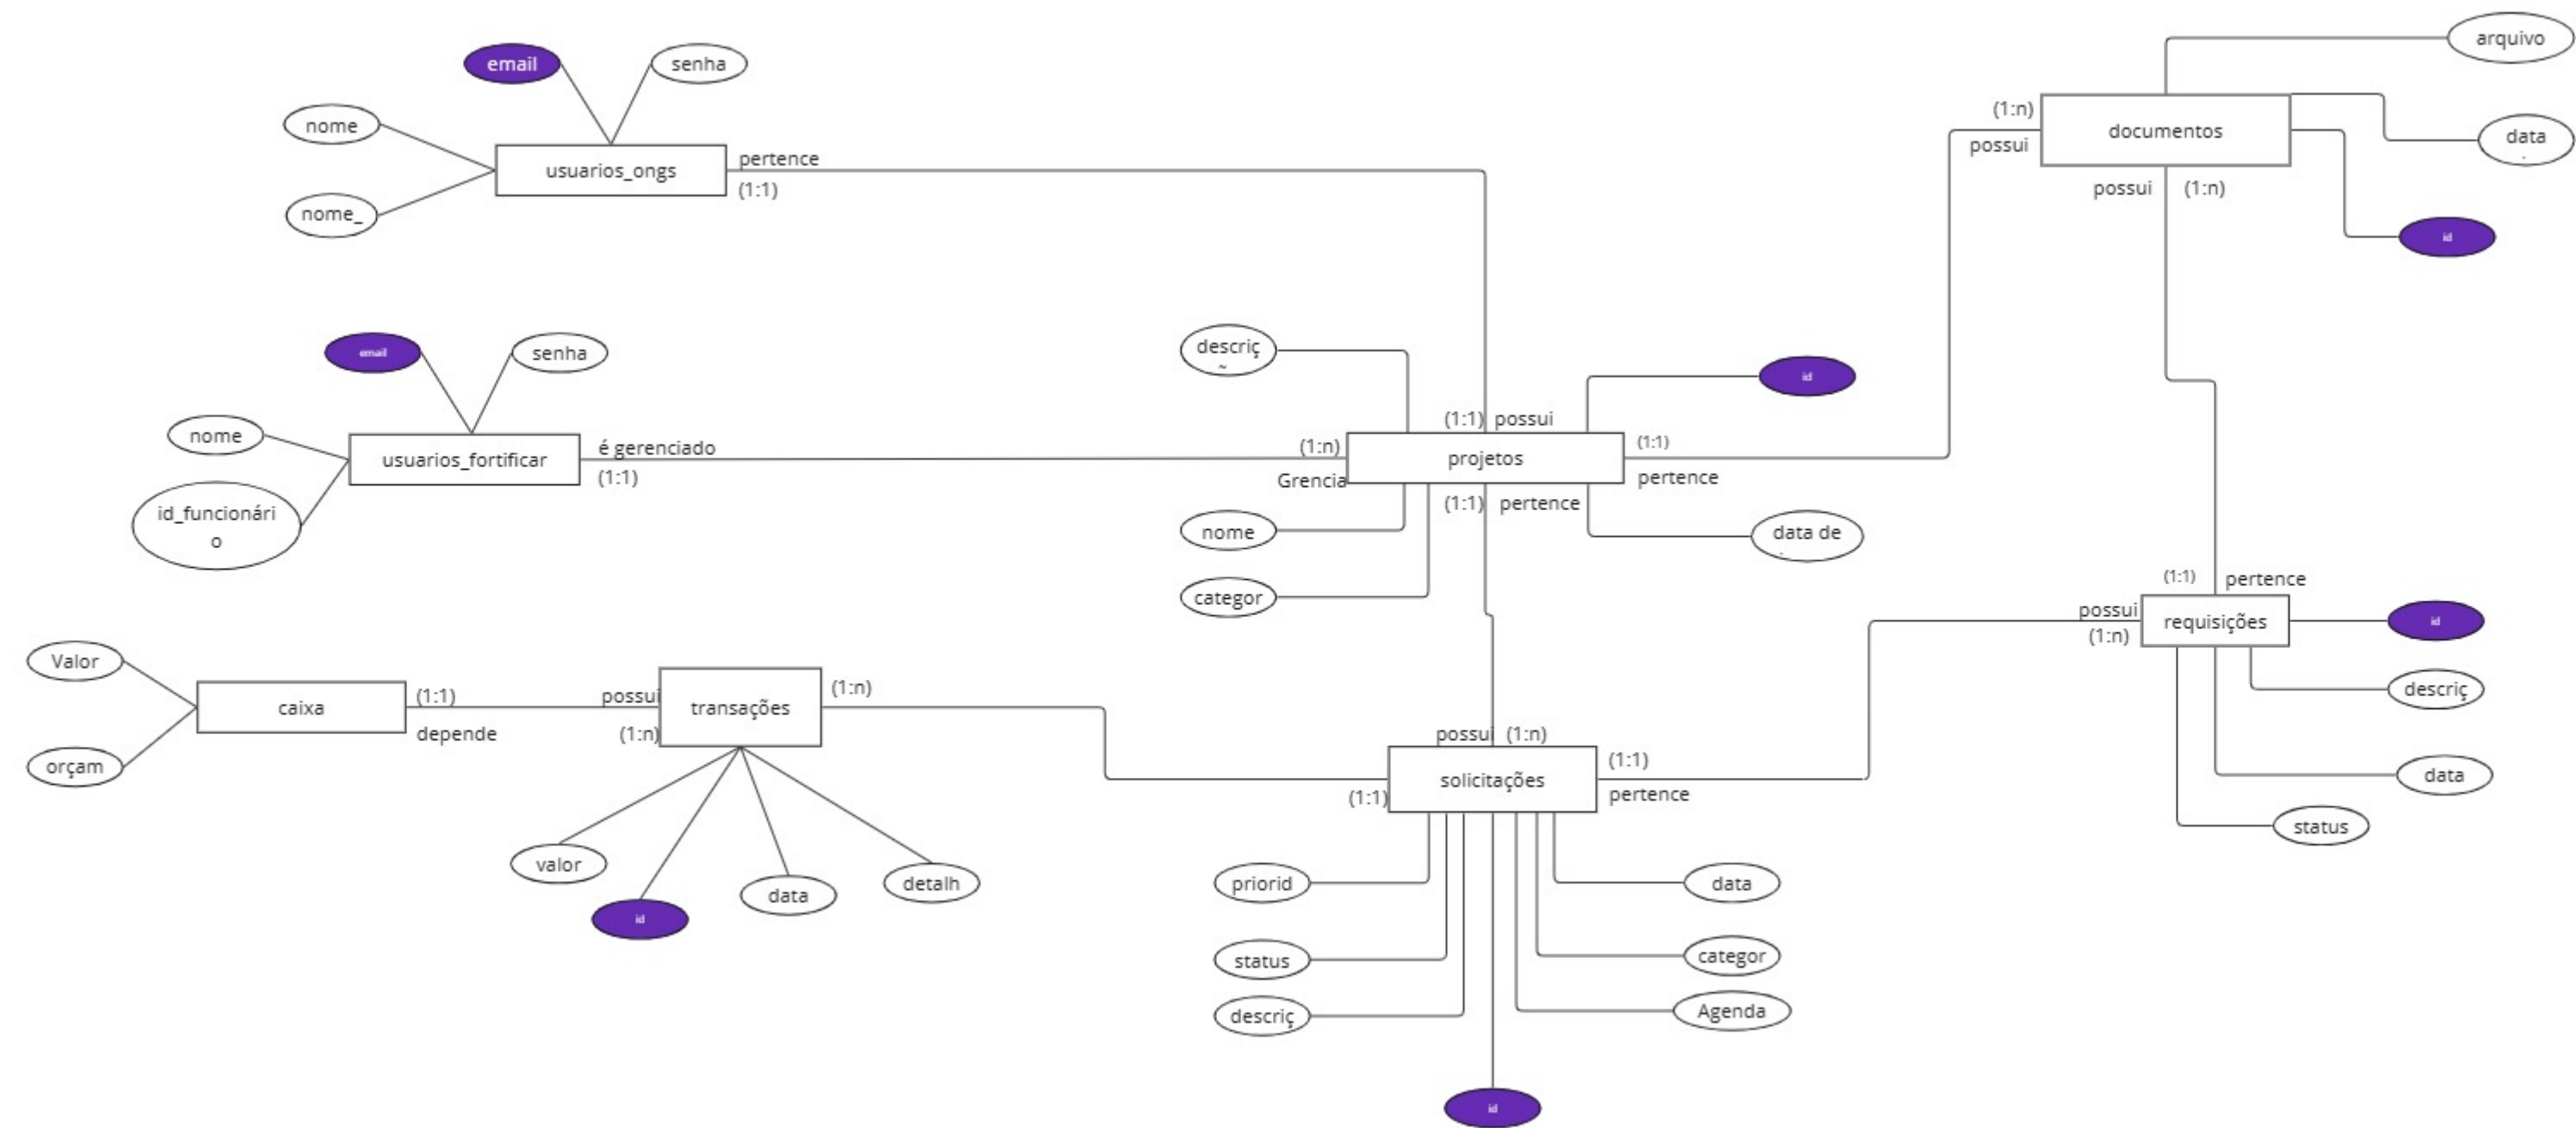 arquivo
email
senha
nome
(1:n)
documentos
data
possui
pertence
usuarios_ongs
(1:1)
possui
(1:n)
nome_
id
email
senha
descriç
id
nome
(1:1)
possui
é gerenciado
(1:n)
(1:1)
usuarios_fortificar
projetos
(1:1)
Grencia
pertence
(1:1)
pertence
id_funcionári
o
nome
data de
categor
(1:1)
pertence
possui
requisições
id
(1:n)
Valor
(1:1)
possui
(1:n)
descriç
caixa
transações
depende
(1:n)
possui
(1:n)
orçam
(1:1)
solicitações
data
(1:1)
pertence
status
valor
detalh
priorid
data
data
id
status
categor
descriç
Agenda
id